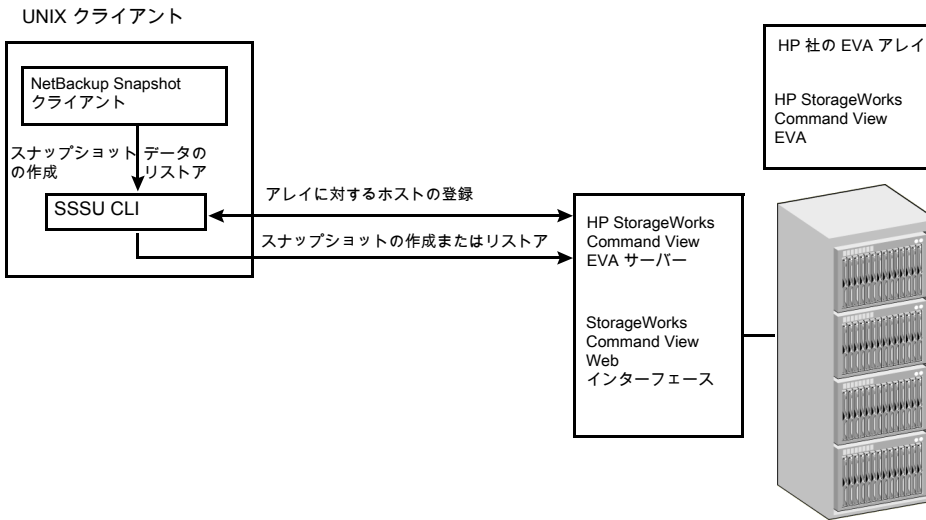 UNIX クライアント
NetBackup Snapshot
クライアント
スナップショット
の作成
データの
リストア
SSSU CLI
アレイに対するホストの登録
スナップショットの作成またはリストア
HP StorageWorks
Command View
EVA サーバー
StorageWorks
Command View
Web
インターフェース
HP 社の EVA アレイ
HP StorageWorks
Command View
EVA